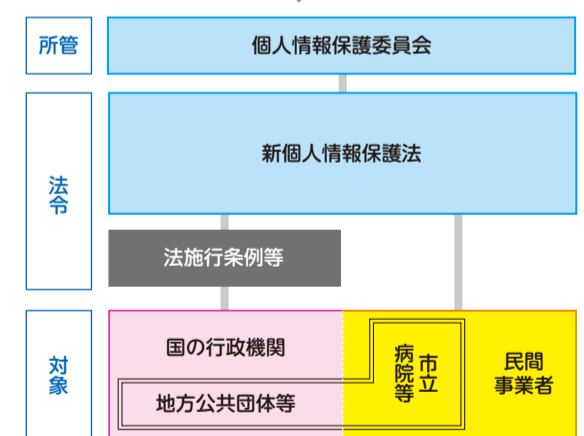 所管
個人情報保護委員会
法令
新個人情報保護法
法施行条例等
対象
国の行政機関
地方公共団体等
市立
病院等
民間
事業者